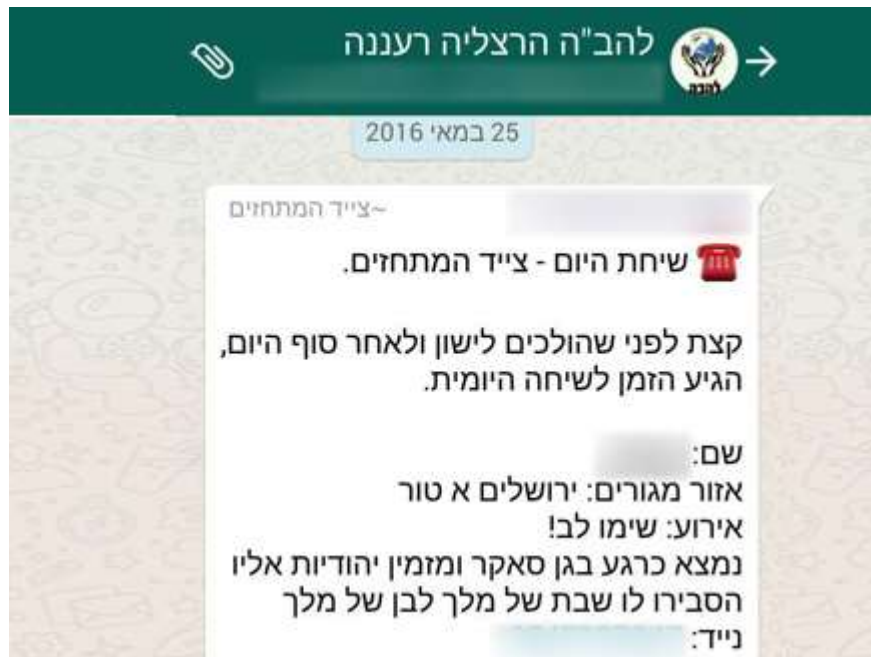 להב"ה הרצליה רעננה
להבה
25 במאי 2016
~צייד המתחזים
שיחת היום - צייד המתחזים.
קצת לפני שהולכים לישון ולאחר סוף היום,
הגיע הזמן לשיחה היומית.
שם:
אזור מגורים: ירושלים א טור
אירוע: שימו לב!
נמצא כרגע בגן סאקר ומזמין יהודיות אליו
הסבירו לו שבת של מלך לבן של מלך
נייד: